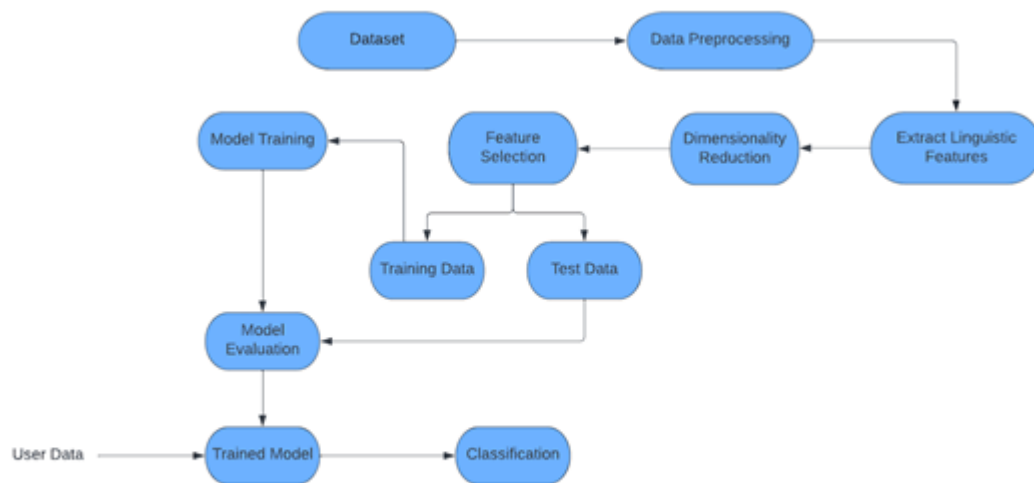 Dataset
Data Preprocessing
Model Training
Feature
Selection
Dimensionality
Reduction
Extract Linguistic
Features
Training Data
Test Data
Model
Evaluation
User Data
Trained Model
Classification